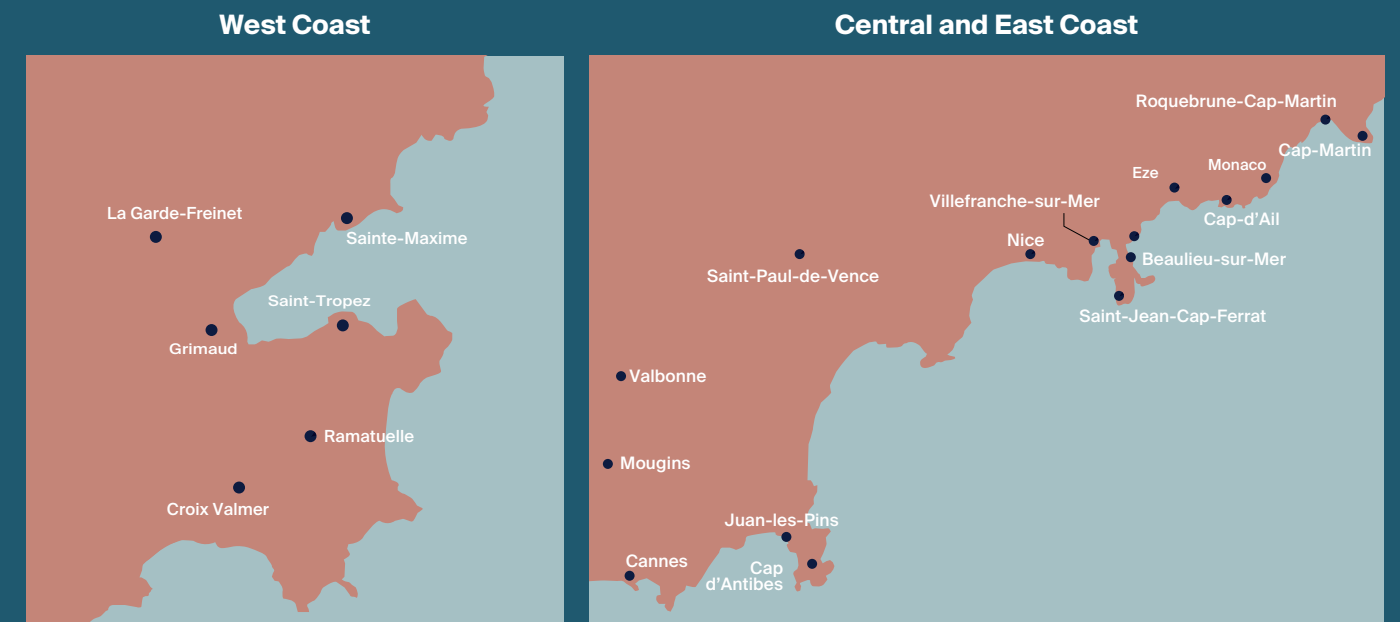 West Coast
La Garde-Freinet
Sainte-Maxime
Saint-Tropez
Grimaud
Ramatuelle
Croix Valmer
Central and East Coast
Roquebrune-Cap-Martin
Cap-Martin
Monaco
Eze
Villefranche-sur-Mer
Cap-d'Ail
Nice
Beaulieu-sur-Mer
Saint-Paul-de-Vence
Saint-Jean-Cap-Ferrat
Valbonne
Mougins
Juan-les-Pins
Cannes
Cap
d'Antibes